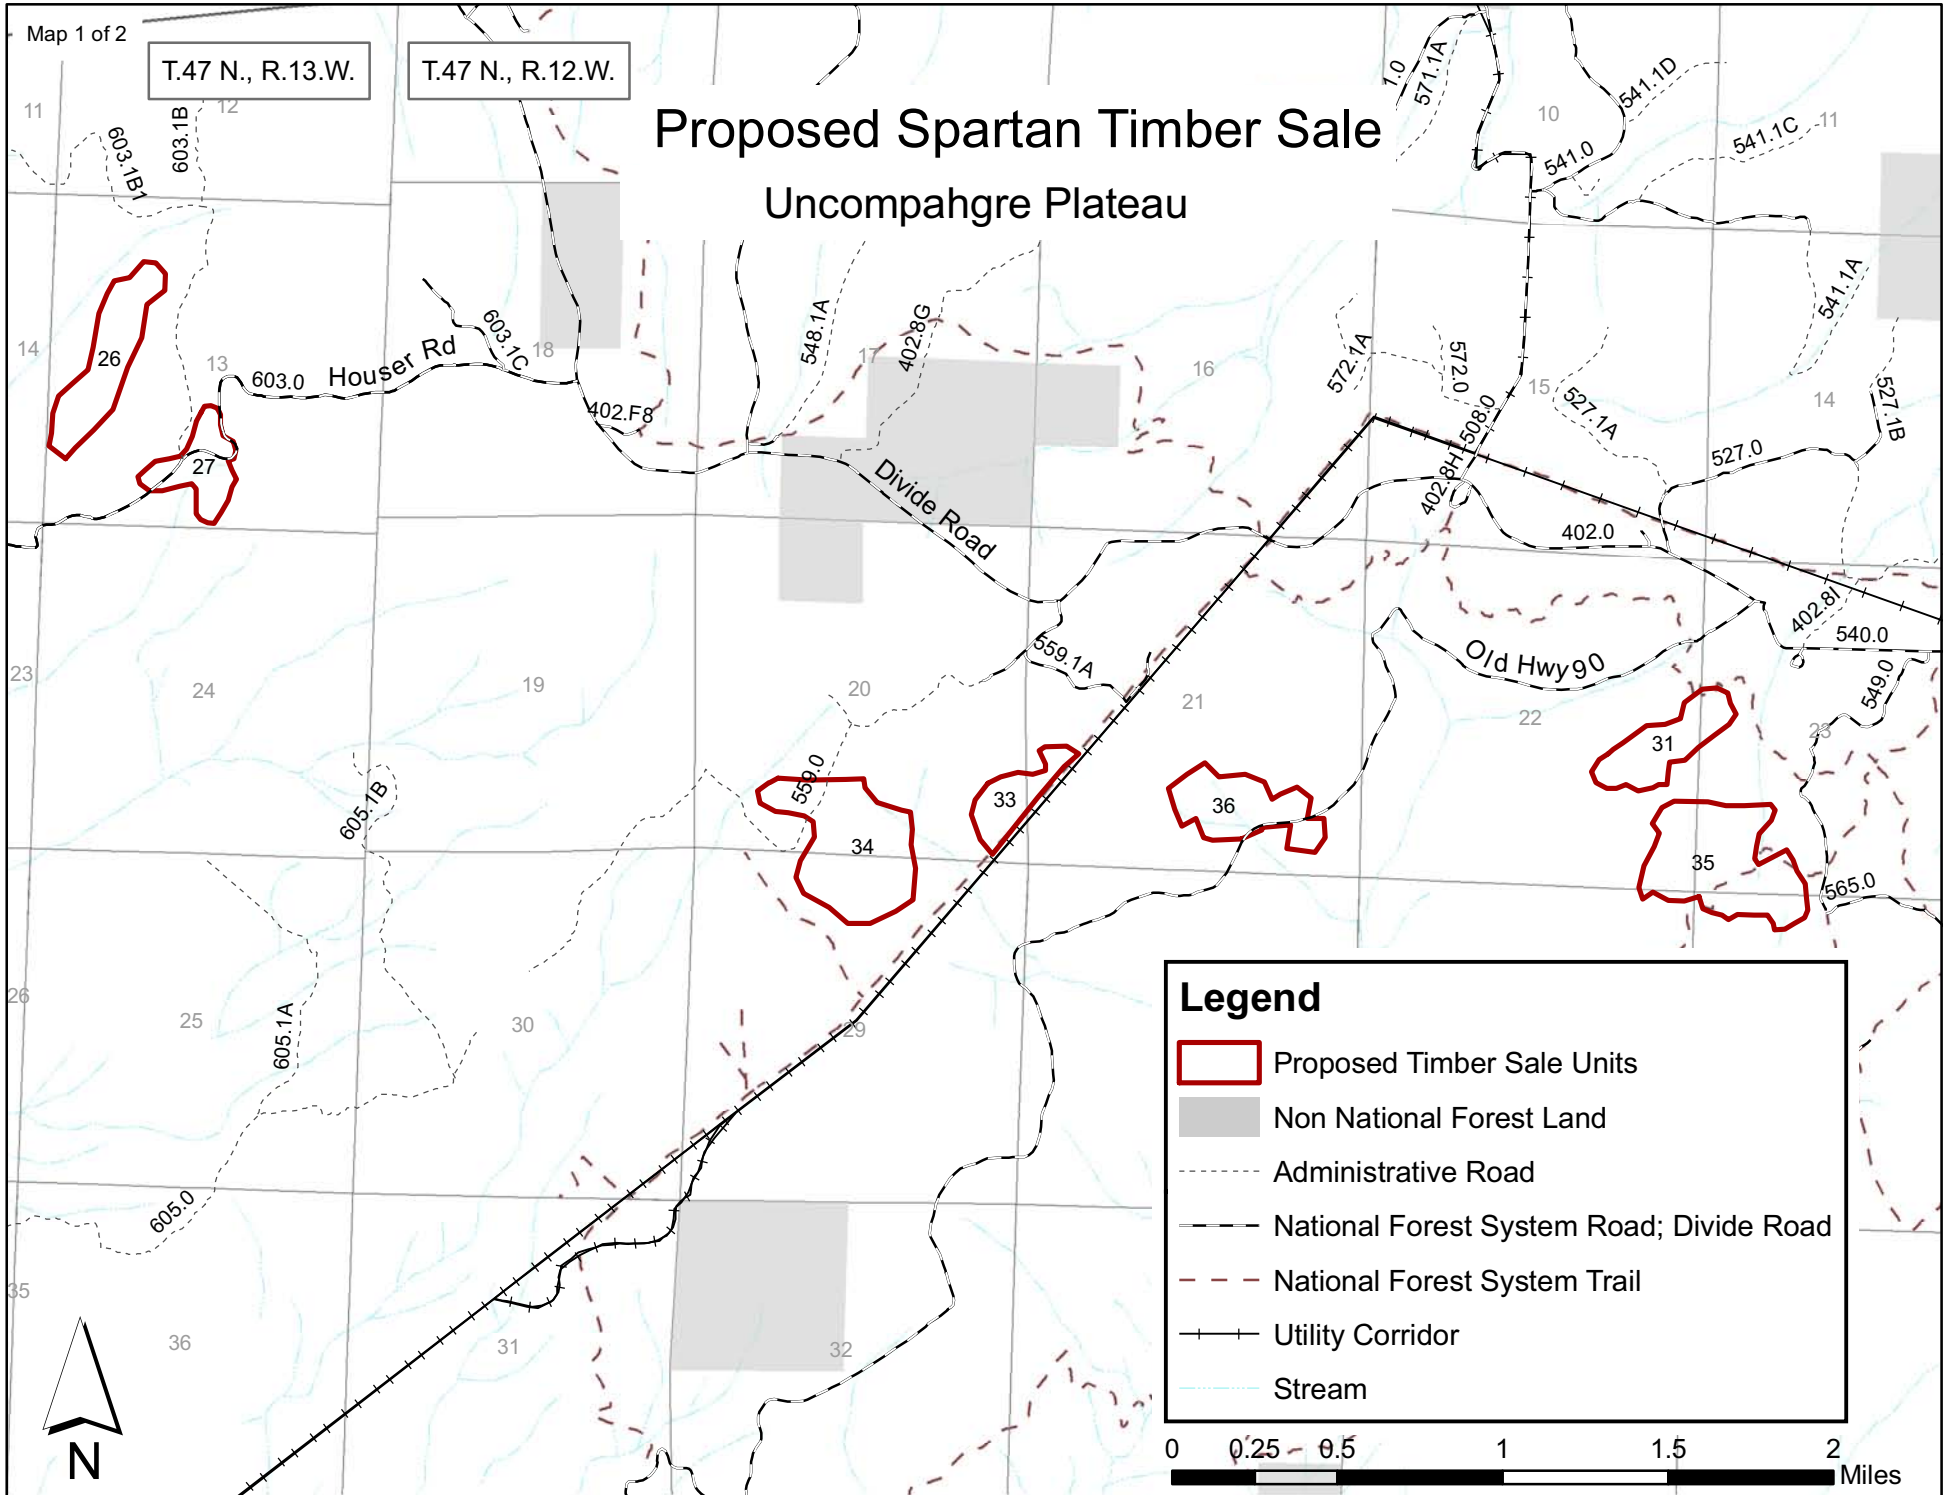 Map 1 of 2
T.47 N., R.13.W.
T.47 N., R.12.W.
Proposed Spartan Timber Sale
Uncompahgre Plateau
11
12
603.1B
603.1B1
1.0
571.1A
10
541.1D
541.1C
11
541.0
14
26
13
603.0
Houser Rd
603.1C
18
402.F8
548.1A
17
402.8G
16
572.1A
572.0
15
527.1A
541.1A
14
527.1B
27
Divide Road
508.0
402.8H
527.0
402.0
402.8I
540.0
23
24
19
20
559.1A
21
Old Hwy 90
22
549.0
23
31
605.1B
559.0
34
33
36
35
565.0
26
25
605.1A
30
29
605.0
35
36
31
32
N
Legend
Proposed Timber Sale Units
Non National Forest Land
Administrative Road
National Forest System Road; Divide Road
National Forest System Trail
Utility Corridor
Stream
0 0.25 0.5 1 1.5 2
Miles